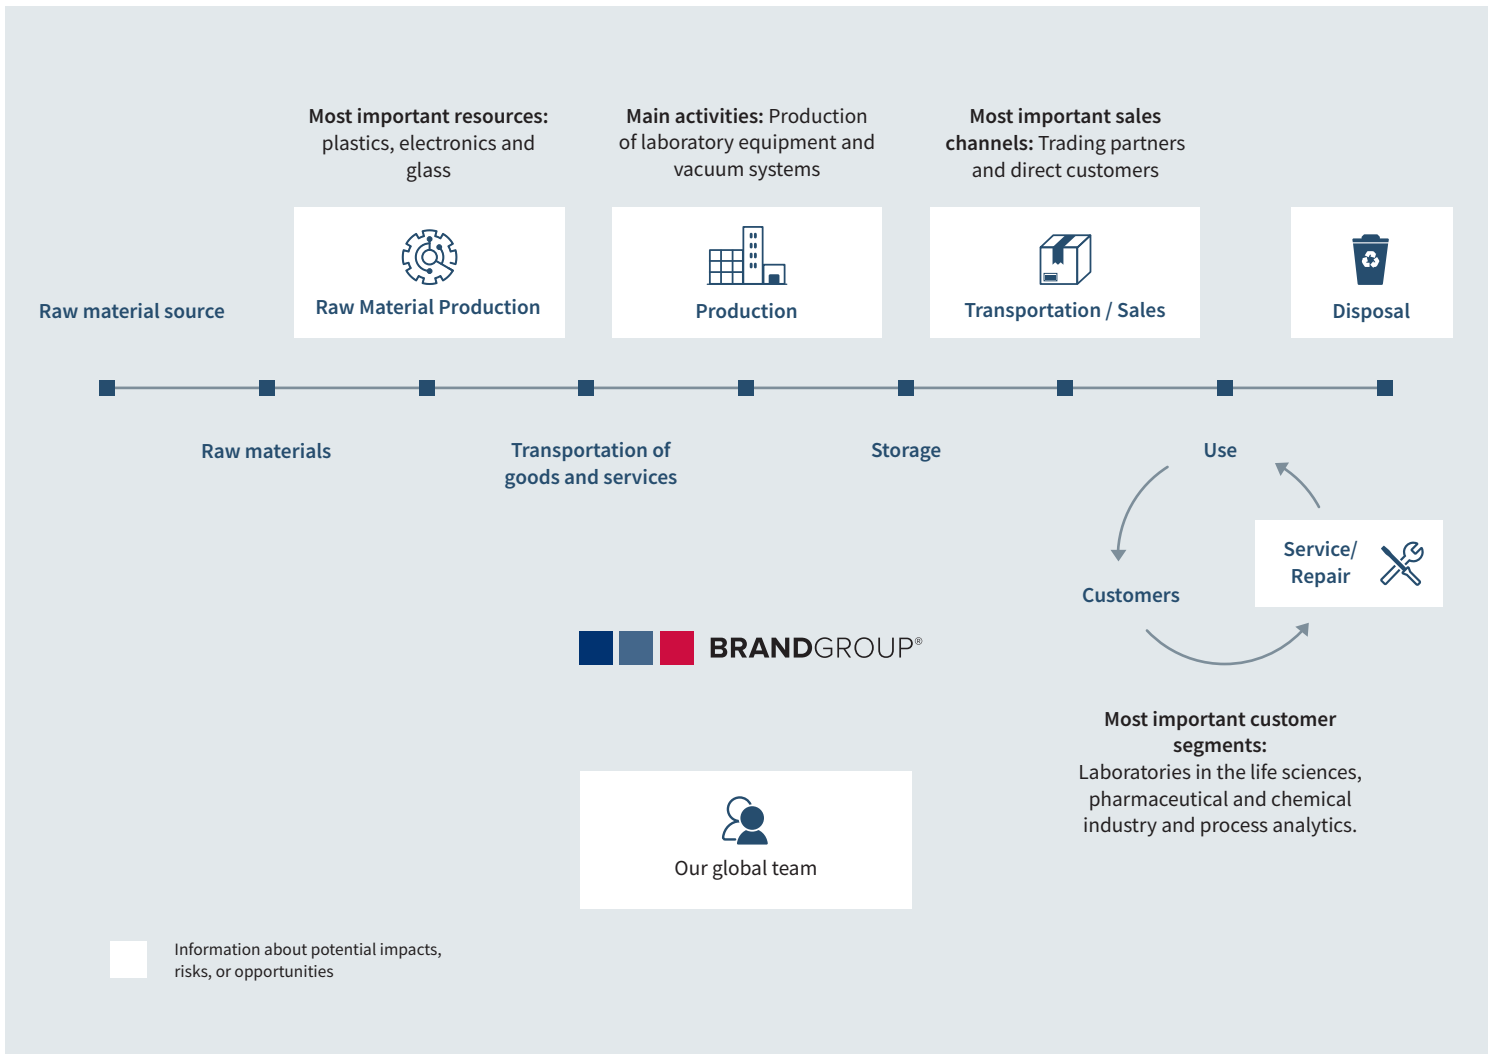 Most important resources:
plastics, electronics and
glass
Main activities: Production
of laboratory equipment and
vacuum systems
Most important sales
channels: Trading partners
and direct customers
Raw material source
Raw Material Production
Production
Transportation / Sales
Disposal
Raw materials
Transportation of
goods and services
Storage
Use
Service/
Repair
Customers
BRANDGROUP®
Most important customer
segments:
Laboratories in the life sciences,
pharmaceutical and chemical
industry and process analytics.
Our global team
Information about potential impacts,
risks, or opportunities